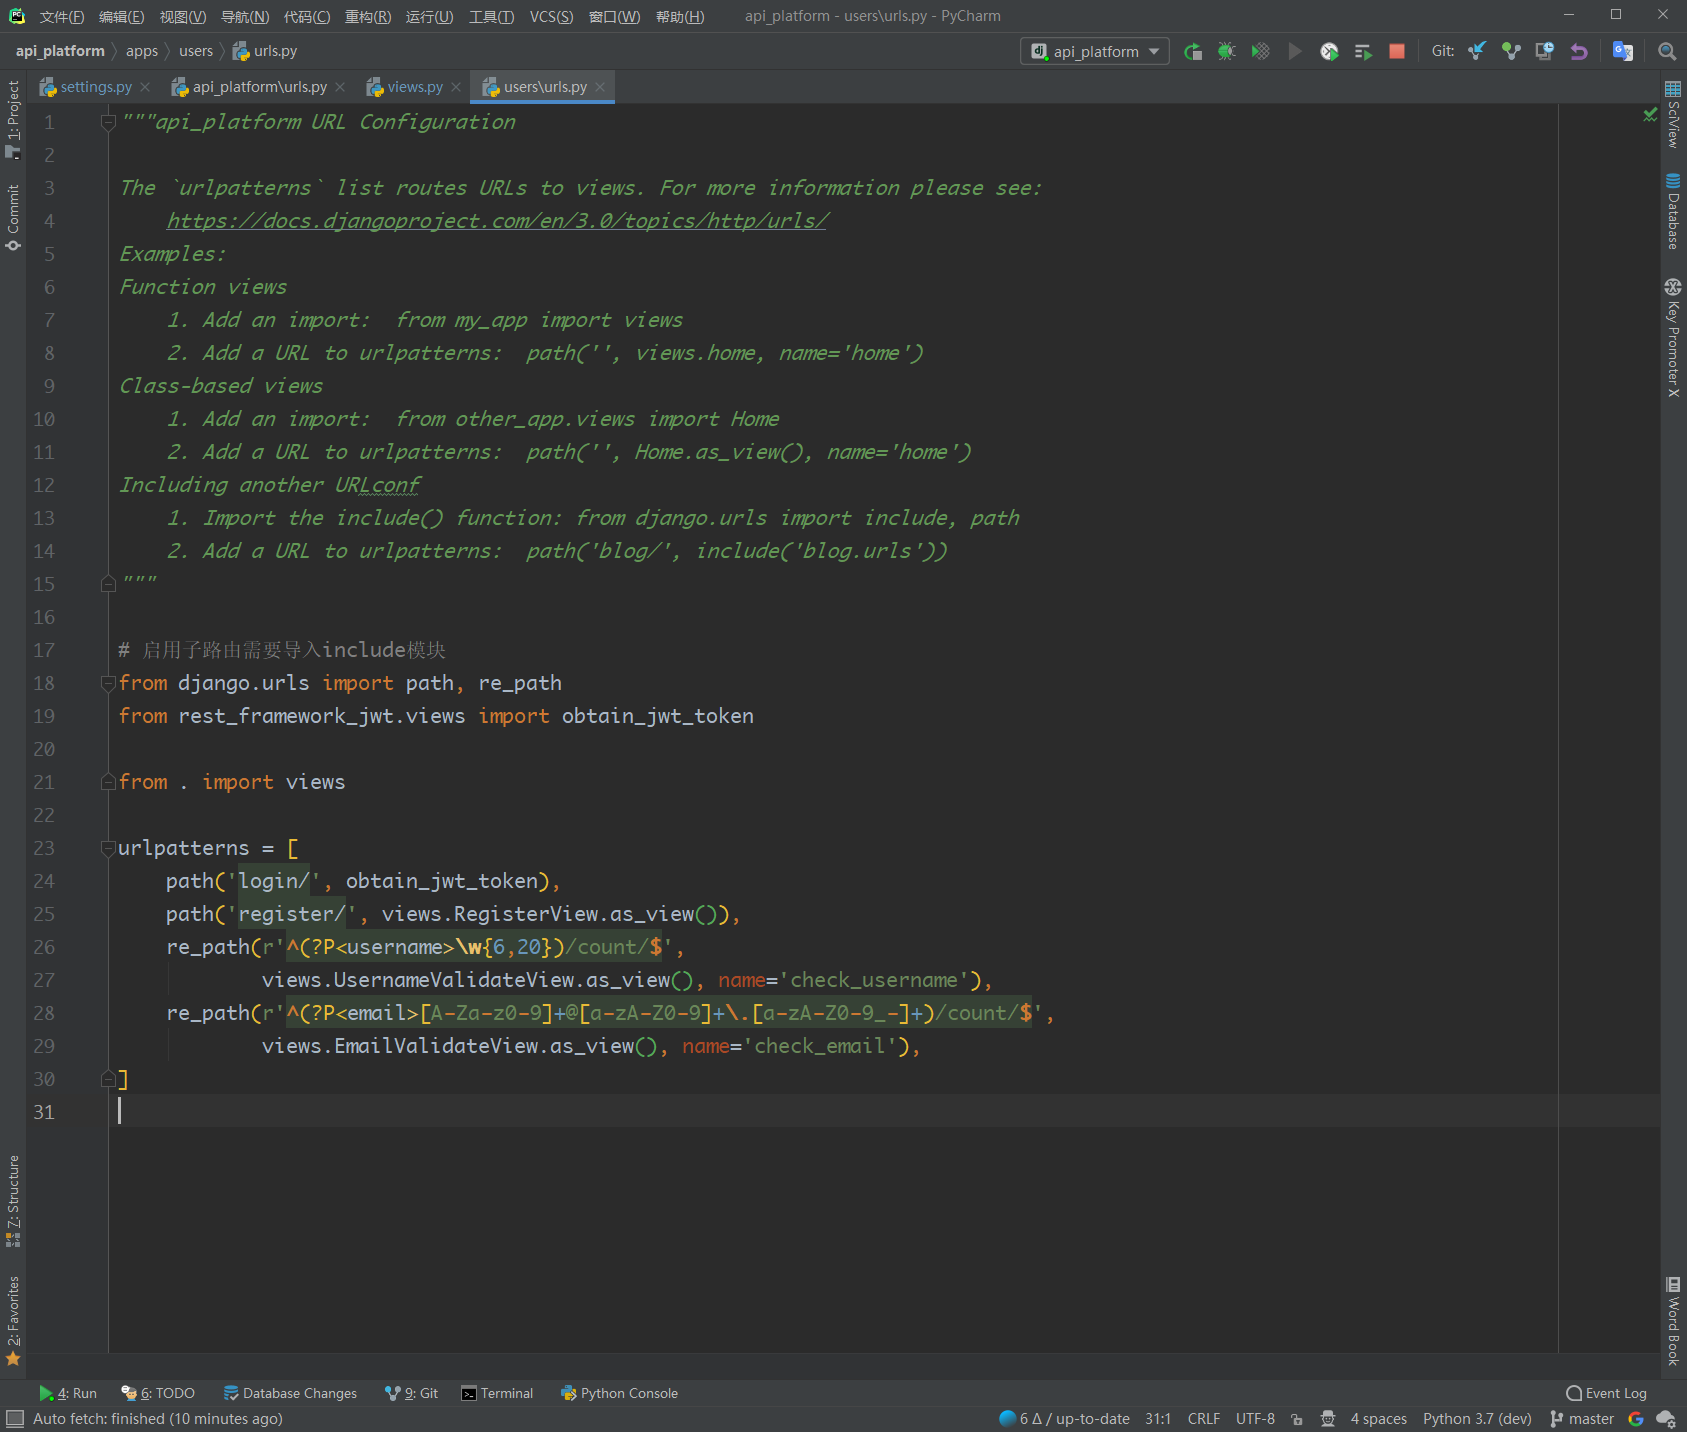 文件(F) 编辑(E) 视图(V) 导航(N) 代码(C) 重构(R) 运行(U) 工具(T) VCS(S) 窗口(W) 帮助(H) api_platform - users\urls.py - PyCharm
api_platform apps users urls.py api_platform Git:
settings.py api_platform\urls.py views.py users\urls.py
1 """api_platform URL Configuration
2
3 The `urlpatterns` list routes URLs to views. For more information please see:
4     https://docs.djangoproject.com/en/3.0/topics/http/urls/
5 Examples:
6 Function views
7     1. Add an import:  from my_app import views
8     2. Add a URL to urlpatterns:  path('', views.home, name='home')
9 Class-based views
10     1. Add an import:  from other_app.views import Home
11     2. Add a URL to urlpatterns:  path('', Home.as_view(), name='home')
12 Including another URLconf
13     1. Import the include() function: from django.urls import include, path
14     2. Add a URL to urlpatterns:  path('blog/', include('blog.urls'))
15 """
16
17 # 启用子路由需要导入include模块
18 from django.urls import path, re_path
19 from rest_framework_jwt.views import obtain_jwt_token
20
21 from . import views
22
23 urlpatterns = [
24     path('login/', obtain_jwt_token),
25     path('register/', views.RegisterView.as_view()),
26     re_path(r'^(?P<username>\w{6,20})/count/$',
27             views.UsernameValidateView.as_view(), name='check_username'),
28     re_path(r'^(?P<email>[A-Za-z0-9]+@[a-zA-Z0-9]+\.[a-zA-Z0-9_-]+)/count/$',
29             views.EmailValidateView.as_view(), name='check_email'),
30 ]
31
1: Project
Commit
7: Structure
2: Favorites
SciView
Database
Key Promoter X
Word Book
4: Run 6: TODO Database Changes 9: Git Terminal Python Console Event Log
Auto fetch: finished (10 minutes ago) 6 Δ / up-to-date 31:1 CRLF UTF-8 4 spaces Python 3.7 (dev) master